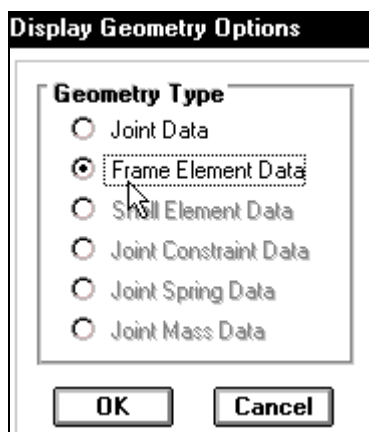 Display Geometry Options
Geometry Type
Joint Data
Frame Element Data
Shell Element Data
Joint Constraint Data
Joint Spring Data
Joint Mass Data
OK Cancel